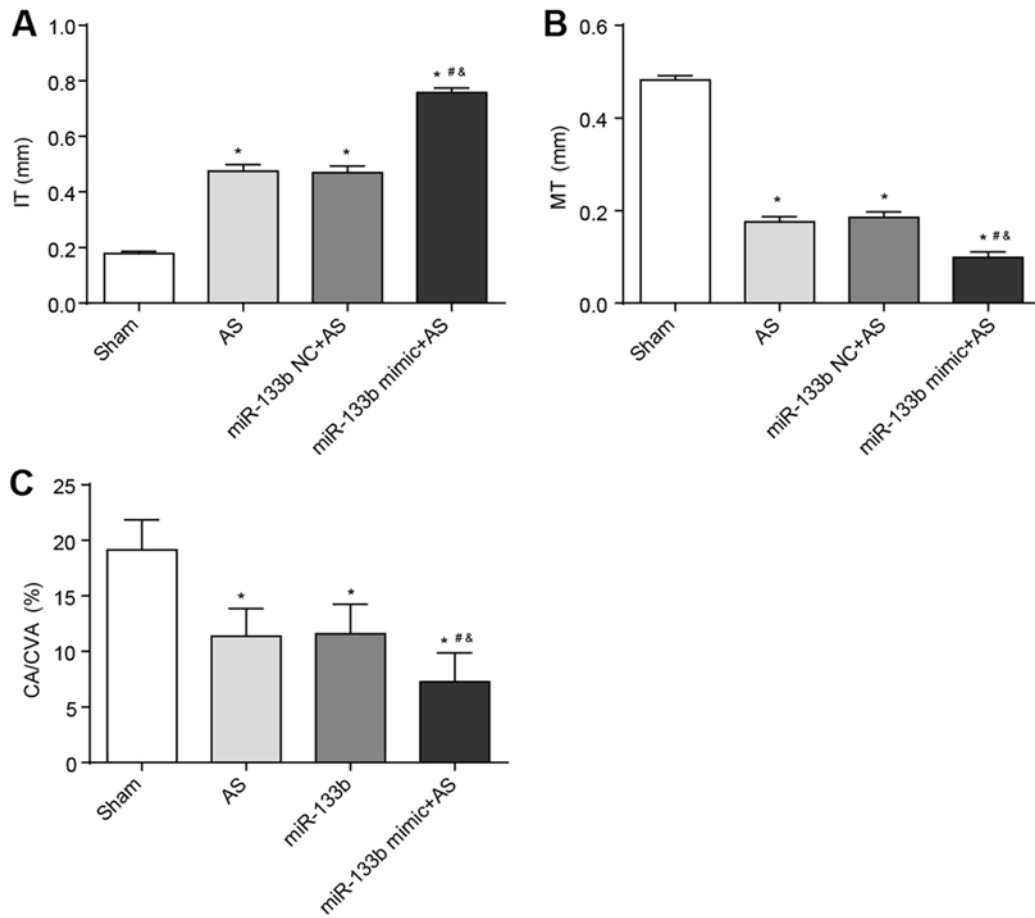 A
IT (mm)
1.0
0.8
0.6
0.4
0.2
0.0
*
*
* # &
Sham
AS
miR-133b NC+AS
miR-133b mimic+AS
B
MT (mm)
0.6
0.4
0.2
0.0
*
*
* # &
Sham
AS
miR-133b NC+AS
miR-133b mimic+AS
C
CA/CVA (%)
25
20
15
10
5
0
*
*
* # &
Sham
AS
miR-133b
miR-133b mimic+AS